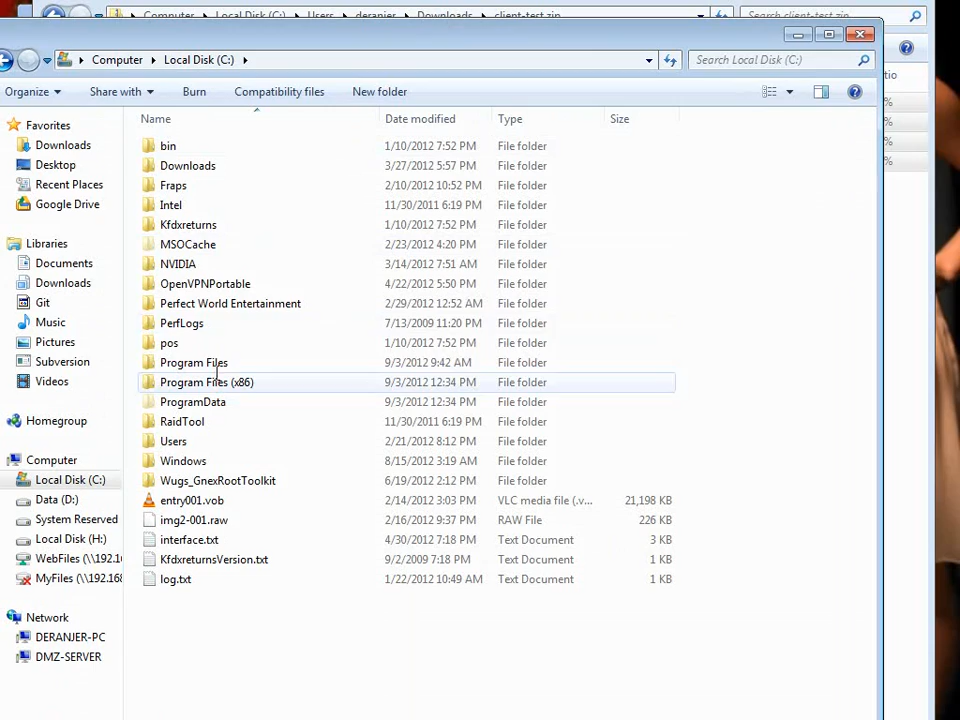 Computer Local Disk (C:) Users deranjer Downloads client-test.zip Search client-test.zip
Computer Local Disk (C:) Search Local Disk (C:)
Organize Share with Burn Compatibility files New folder
tio
Name Date modified Type Size
Favorites
Downloads
Desktop
Recent Places
Google Drive
Libraries
Documents
Downloads
Git
Music
Pictures
Subversion
Videos
Homegroup
Computer
Local Disk (C:)
Data (D:)
System Reserved
Local Disk (H:)
WebFiles (\\192.1
MyFiles (\\192.168
Network
DERANJER-PC
DMZ-SERVER
bin 1/10/2012 7:52 PM File folder
Downloads 3/27/2012 5:57 PM File folder
Fraps 2/10/2012 10:52 PM File folder
Intel 11/30/2011 6:19 PM File folder
Kfdxreturns 1/10/2012 7:52 PM File folder
MSOCache 2/23/2012 4:20 PM File folder
NVIDIA 3/14/2012 7:51 AM File folder
OpenVPNPortable 4/22/2012 5:50 PM File folder
Perfect World Entertainment 2/29/2012 12:52 AM File folder
PerfLogs 7/13/2009 11:20 PM File folder
pos 1/10/2012 7:52 PM File folder
Program Files 9/3/2012 9:42 AM File folder
Program Files (x86) 9/3/2012 12:34 PM File folder
ProgramData 9/3/2012 12:34 PM File folder
RaidTool 11/30/2011 6:19 PM File folder
Users 2/21/2012 8:12 PM File folder
Windows 8/15/2012 3:19 AM File folder
Wugs_GnexRootToolkit 6/19/2012 2:12 PM File folder
entry001.vob 2/14/2012 3:03 PM VLC media file (.v... 21,198 KB
img2-001.raw 2/16/2012 9:37 PM RAW File 226 KB
interface.txt 4/30/2012 7:18 PM Text Document 3 KB
KfdxreturnsVersion.txt 9/2/2009 7:18 PM Text Document 1 KB
log.txt 1/22/2012 10:49 AM Text Document 1 KB
%
%
%
%